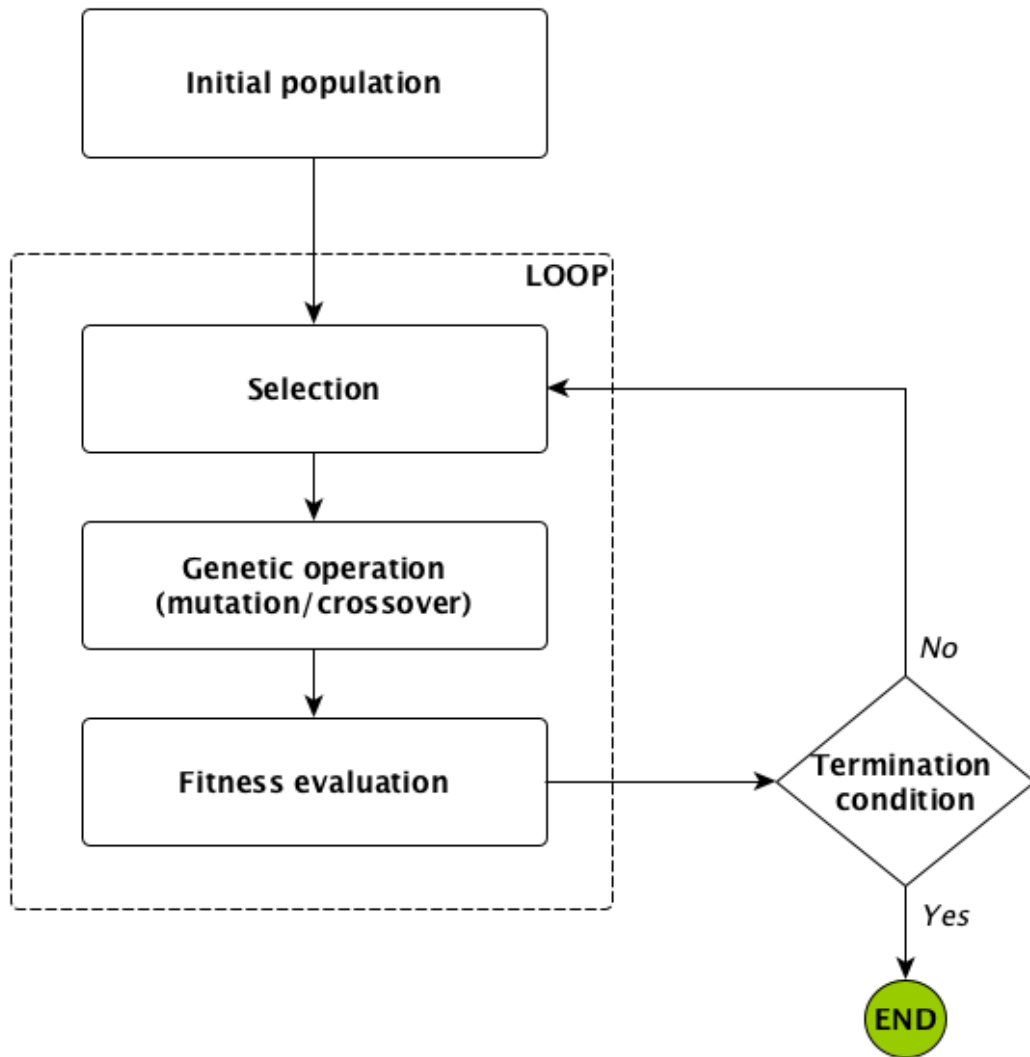 Initial population
LOOP
Selection
Genetic operation
(mutation/crossover)
No
Fitness evaluation
Termination
condition
Yes
END